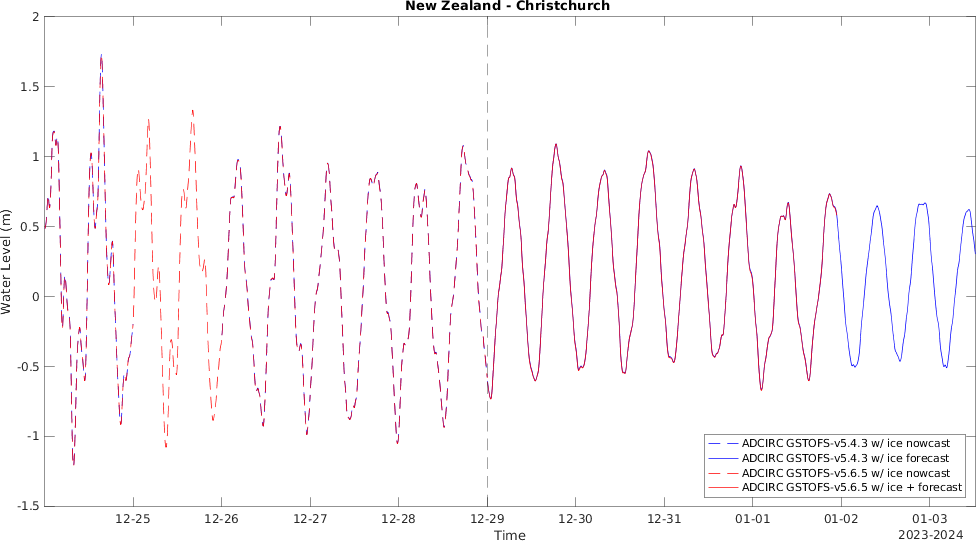 New Zealand - Christchurch
2
1.5
1
0.5
0
-0.5
-1
-1.5
Water Level (m)
ADCIRC GSTOFS-v5.4.3 w/ ice nowcast
ADCIRC GSTOFS-v5.4.3 w/ ice forecast
ADCIRC GSTOFS-v5.6.5 w/ ice nowcast
ADCIRC GSTOFS-v5.6.5 w/ ice + forecast
12-25 12-26 12-27 12-28 12-29 12-30 12-31 01-01 01-02 01-03
Time
2023-2024